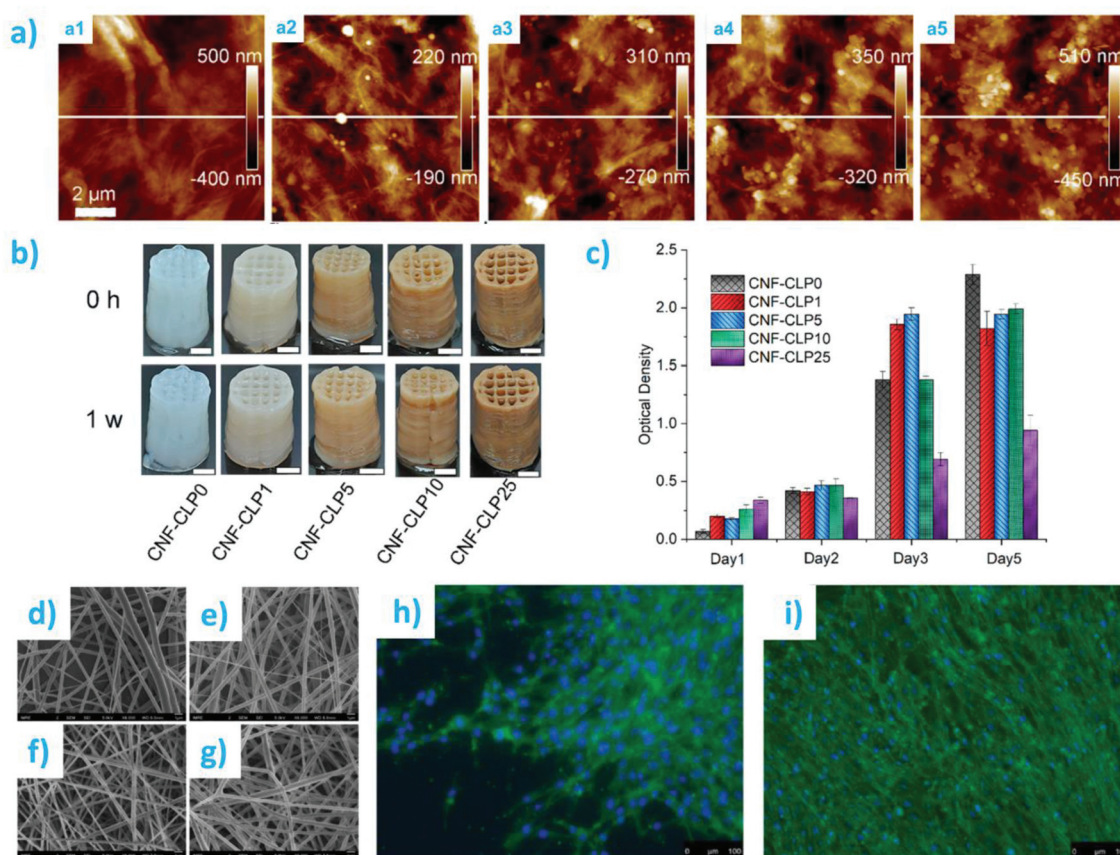 a)
a1
a2
a3
a4
a5
500 nm
220 nm
310 nm
350 nm
510 nm
-400 nm
-190 nm
-270 nm
-320 nm
-450 nm
2 µm
b)
0 h
1 w
CNF-CLP0
CNF-CLP1
CNF-CLP5
CNF-CLP10
CNF-CLP25
c)
Optical Density
2.5
2.0
1.5
1.0
0.5
0.0
CNF-CLP0
CNF-CLP1
CNF-CLP5
CNF-CLP10
CNF-CLP25
Day1
Day2
Day3
Day5
d)
e)
f)
g)
h)
i)
0 µm 100
0 µm